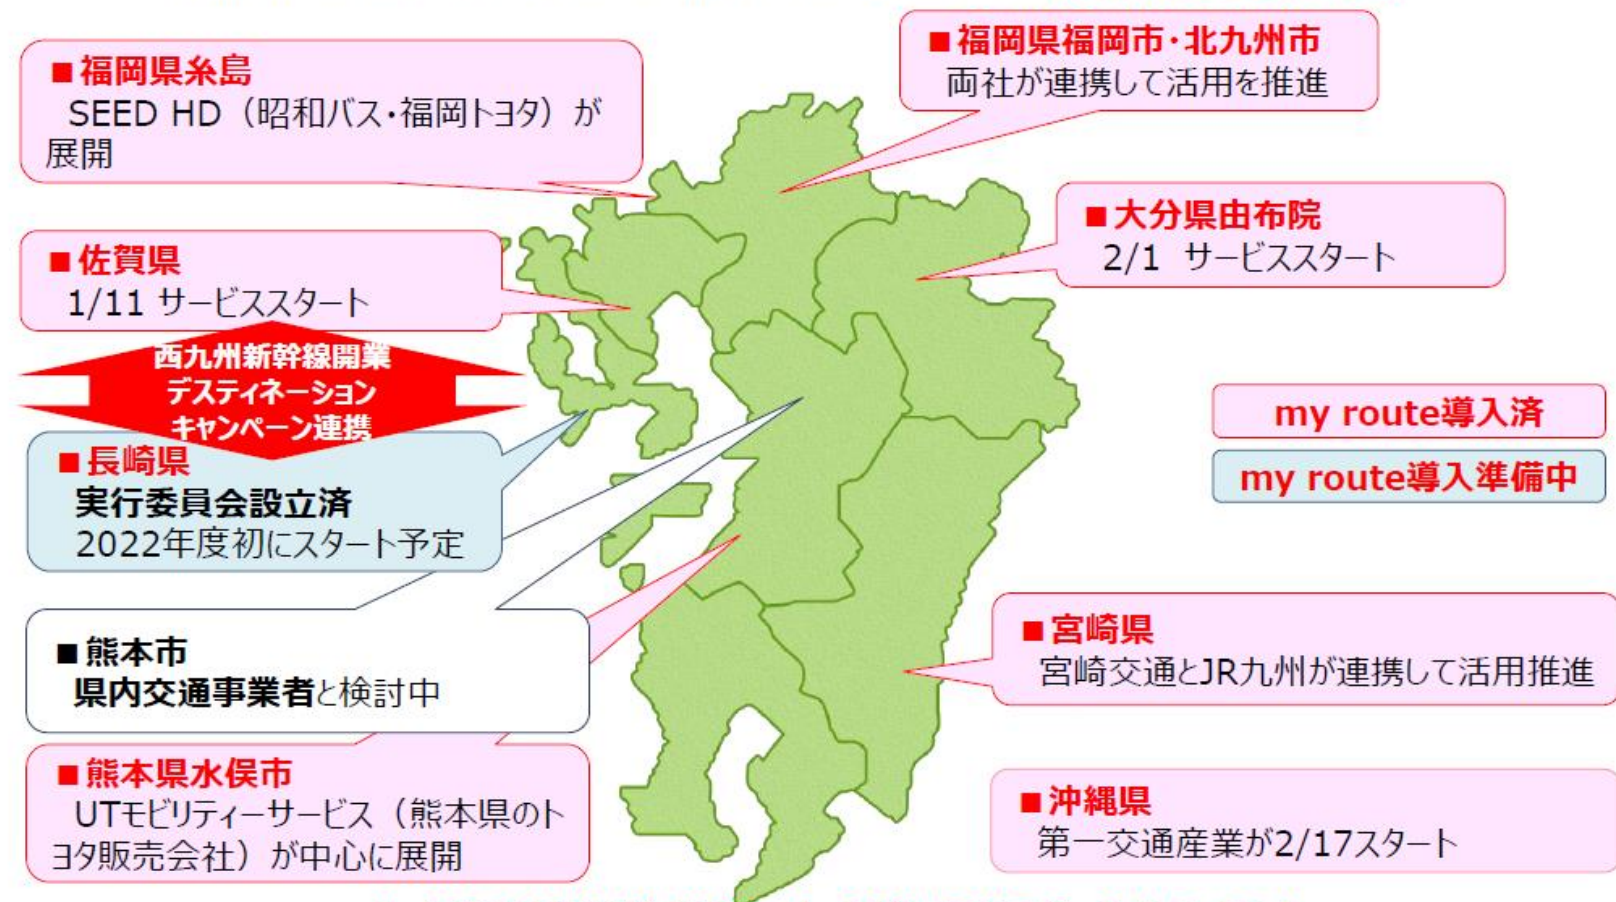 ■福岡県糸島
SEED HD（昭和バス・福岡トヨタ）が
展開
■福岡県福岡市・北九州市
両社が連携して活用を推進
■佐賀県
1/11 サービススタート
■大分県由布院
2/1 サービススタート
西九州新幹線開業
デスティネーション
キャンペーン連携
my route導入済
my route導入準備中
■長崎県
実行委員会設立済
2022年度初にスタート予定
■熊本市
県内交通事業者と検討中
■宮崎県
宮崎交通とJR九州が連携して活用推進
■熊本県水俣市
UTモビリティーサービス（熊本県のト
ヨタ販売会社）が中心に展開
■沖縄県
第一交通産業が2/17スタート